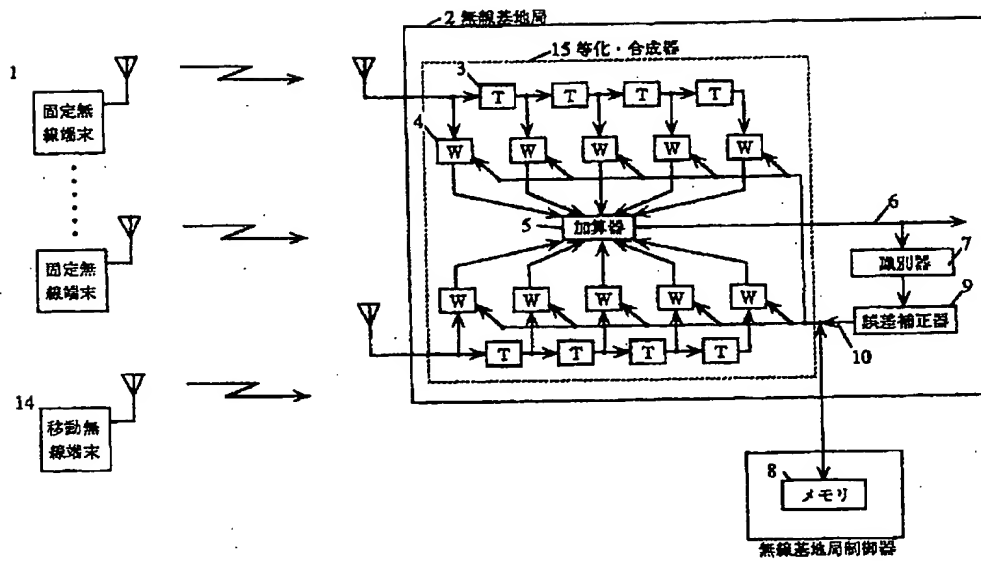 2 無線基地局
15 等化・合成器
1
固定無
線端末
3
T
T
T
T
4
W
W
W
W
W
5
加算器
6
固定無
線端末
識別器
7
W
W
W
W
W
誤差補正器
9
10
T
T
T
T
14
移動無
線端末
8
メモリ
無線基地局制御器